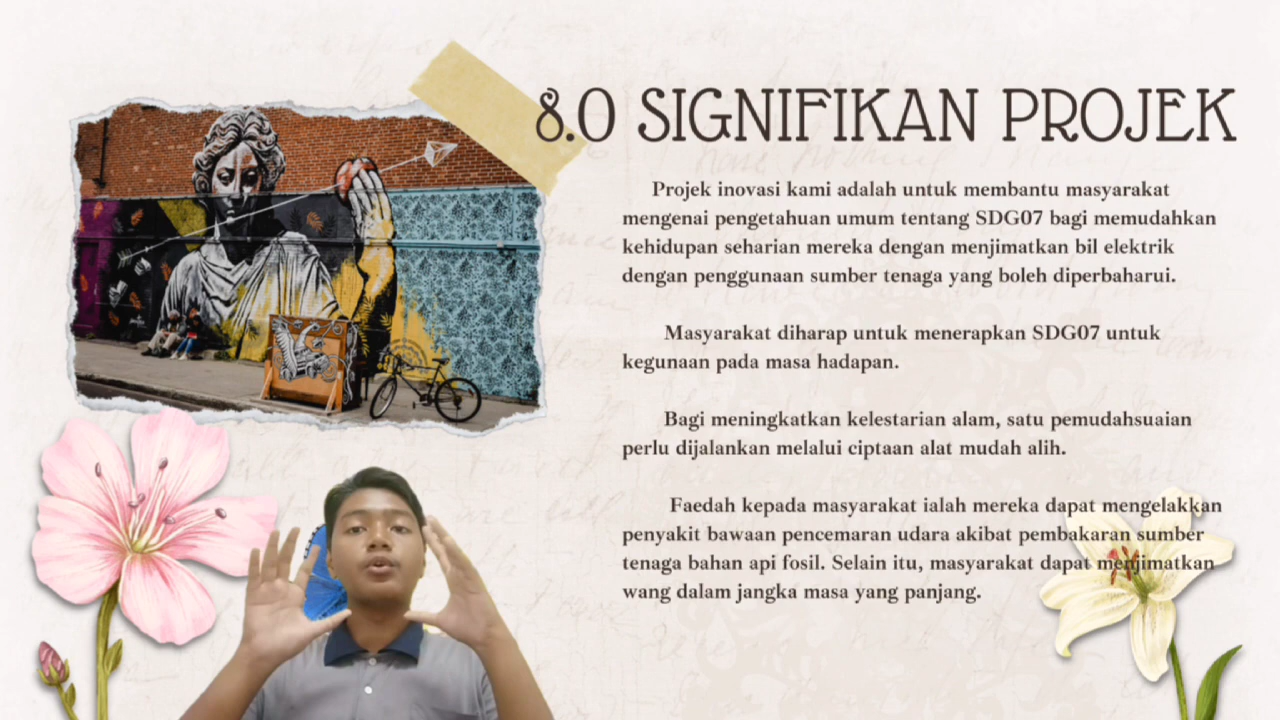 8.0 SIGNIFIKAN PROJEK
Projek inovasi kami adalah untuk membantu masyarakat
mengenai pengetahuan umum tentang SDG07 bagi memudahkan
kehidupan seharian mereka dengan menjimatkan bil elektrik
dengan penggunaan sumber tenaga yang boleh diperbaharui.
Masyarakat diharap untuk menerapkan SDG07 untuk
kegunaan pada masa hadapan.
Bagi meningkatkan kelestarian alam, satu pemudahsuaian
perlu dijalankan melalui ciptaan alat mudah alih.
Faedah kepada masyarakat ialah mereka dapat mengelakkan
penyakit bawaan pencemaran udara akibat pembakaran sumber
tenaga bahan api fosil. Selain itu, masyarakat dapat menjimatkan
wang dalam jangka masa yang panjang.